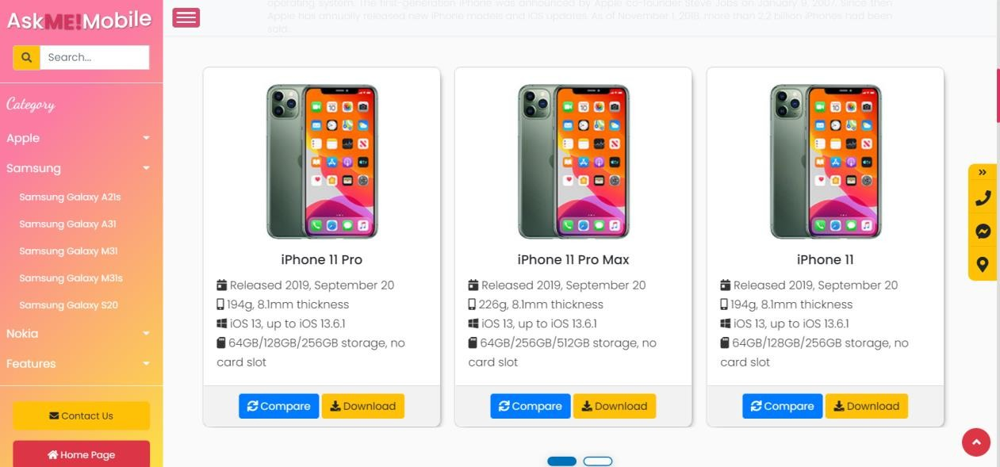 AskME!Mobile
Search...
Category
Apple
Samsung
Samsung Galaxy A21s
Samsung Galaxy A31
Samsung Galaxy M31
Samsung Galaxy M31s
Samsung Galaxy S20
Nokia
Features
Contact Us
Home Page
operating system. The first-generation iPhone was announced by Apple co-founder Steve Jobs on January 9, 2007. Since then
Apple has annually released new iPhone models and iOS updates. As of November 1, 2018, more than 2.2 billion iPhones had been
sold..
iPhone 11 Pro
Released 2019, September 20
194g, 8.1mm thickness
iOS 13, up to iOS 13.6.1
64GB/128GB/256GB storage, no
card slot
Compare Download
iPhone 11 Pro Max
Released 2019, September 20
226g, 8.1mm thickness
iOS 13, up to iOS 13.6.1
64GB/256GB/512GB storage, no
card slot
Compare Download
iPhone 11
Released 2019, September 20
194g, 8.1mm thickness
iOS 13, up to iOS 13.6.1
64GB/128GB/256GB storage, no
card slot
Compare Download